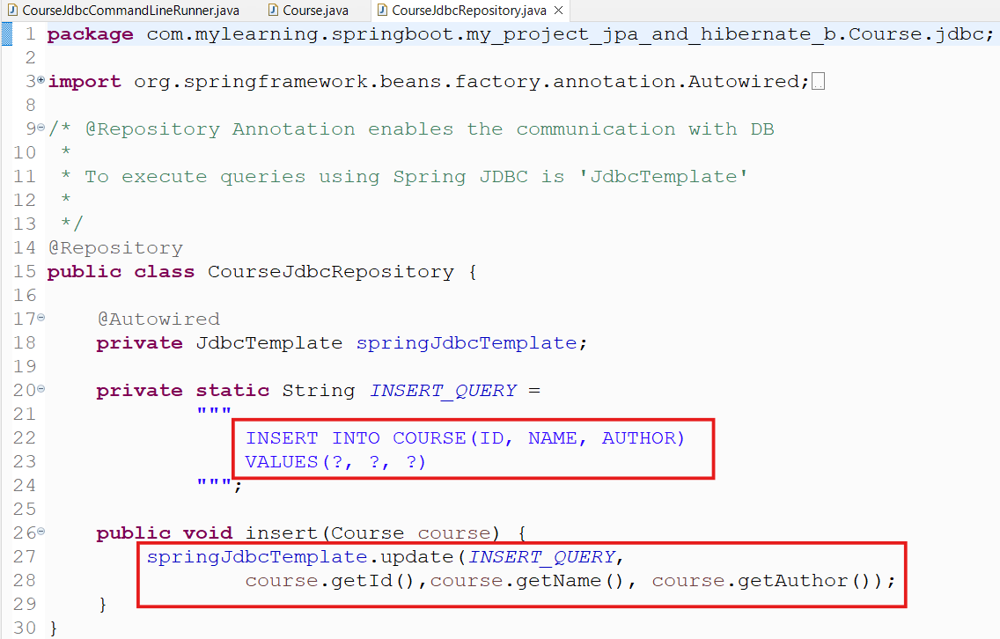 CourseJdbcCommandLineRunner.java Course.java CourseJdbcRepository.java
1 package com.mylearning.springboot.my_project_jpa_and_hibernate_b.Course.jdbc;
2
3 import org.springframework.beans.factory.annotation.Autowired;
8
9 /* @Repository Annotation enables the communication with DB
10  *
11  * To execute queries using Spring JDBC is 'JdbcTemplate'
12  *
13  */
14 @Repository
15 public class CourseJdbcRepository {
16
17     @Autowired
18     private JdbcTemplate springJdbcTemplate;
19
20     private static String INSERT_QUERY =
21             """
22                 INSERT INTO COURSE(ID, NAME, AUTHOR)
23                 VALUES(?, ?, ?)
24             """;
25
26     public void insert(Course course) {
27         springJdbcTemplate.update(INSERT_QUERY,
28                 course.getId(),course.getName(), course.getAuthor());
29     }
30 }